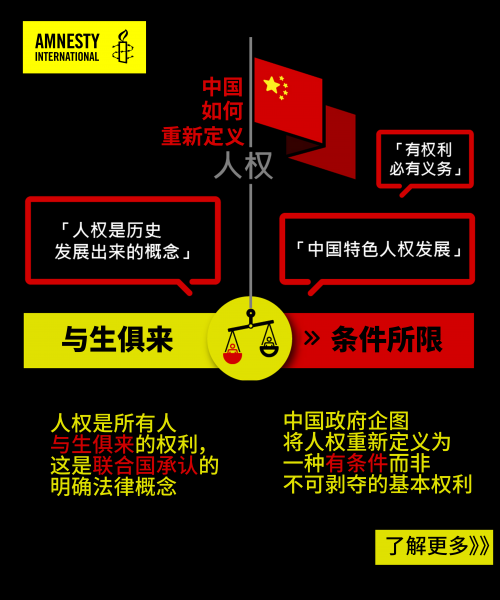 AMNESTY
INTERNATIONAL
中国
如何
重新定义
人权
「有权利
必有义务」
「人权是历史
发展出来的概念」
「中国特色人权发展」
与生俱来
» 条件所限
人权是所有人
与生俱来的权利,
这是联合国承认的
明确法律概念
中国政府企图
将人权重新定义为
一种有条件而非
不可剥夺的基本权利
了解更多》》